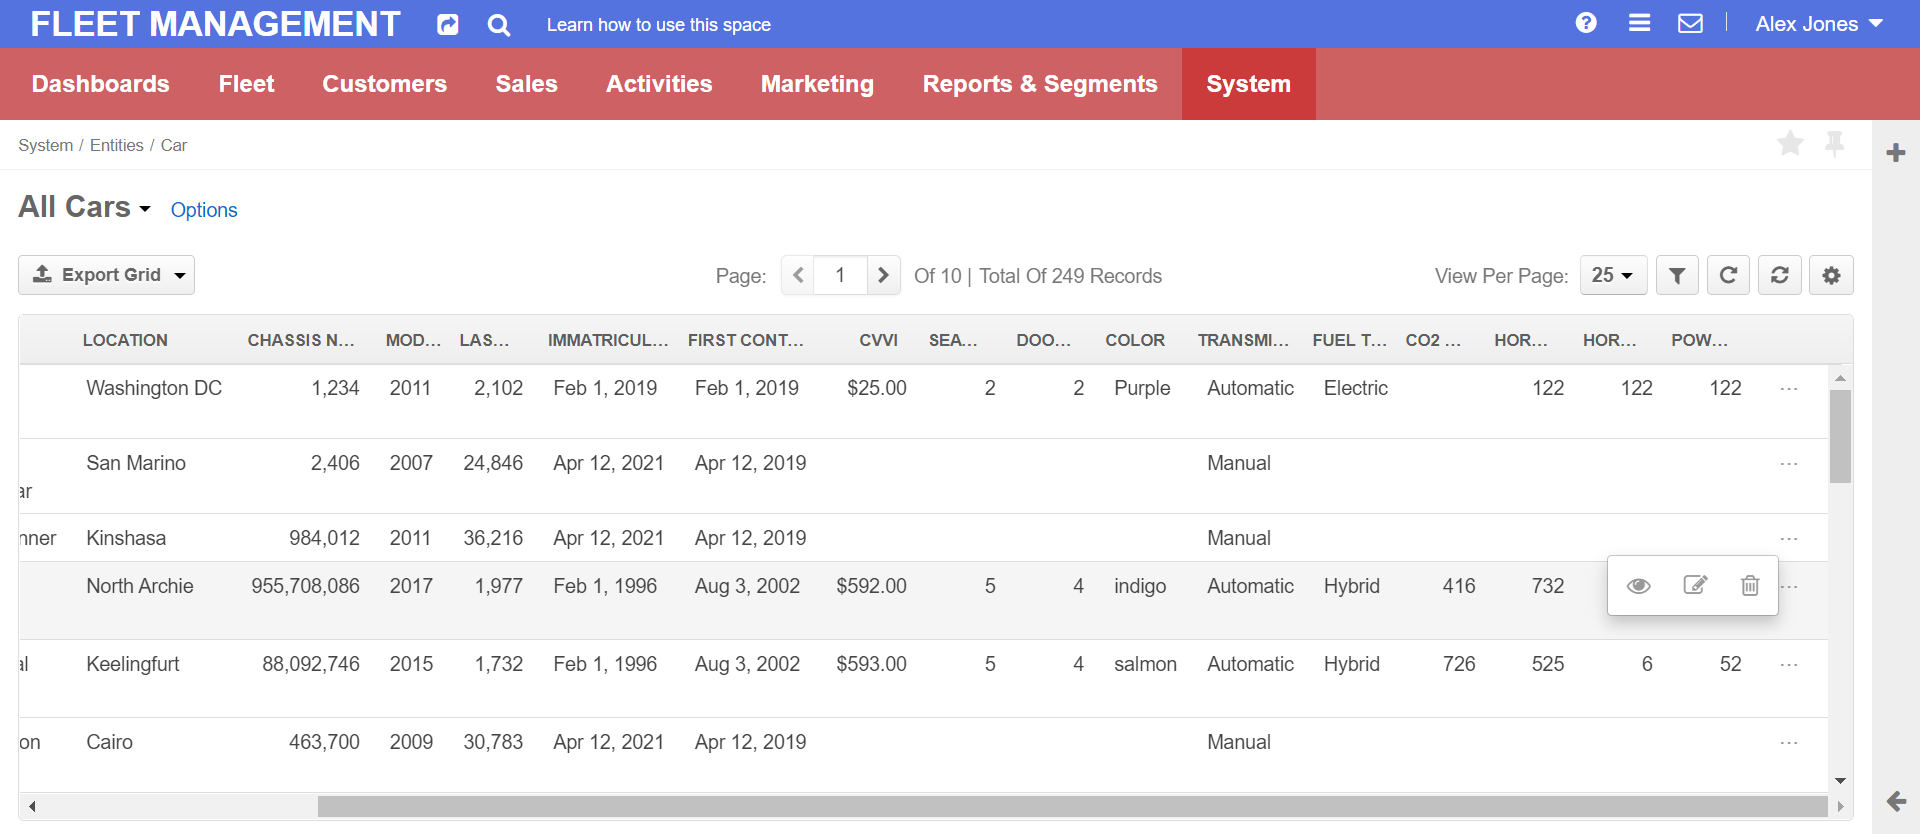 FLEET MANAGEMENT Learn how to use this space Alex Jones
Dashboards Fleet Customers Sales Activities Marketing Reports & Segments System
System / Entities / Car
All Cars Options
Export Grid Page: 1 Of 10 | Total Of 249 Records View Per Page: 25
LOCATION CHASSIS N... MOD... LAS... IMMATRICUL... FIRST CONT... CVVI SEA... DOO... COLOR TRANSMI... FUEL T... CO2 ... HOR... HOR... POW...
Washington DC 1,234 2011 2,102 Feb 1, 2019 Feb 1, 2019 $25.00 2 2 Purple Automatic Electric 122 122 122 ...
San Marino 2,406 2007 24,846 Apr 12, 2021 Apr 12, 2019 Manual ...
ar
nner Kinshasa 984,012 2011 36,216 Apr 12, 2021 Apr 12, 2019 Manual ...
North Archie 955,708,086 2017 1,977 Feb 1, 1996 Aug 3, 2002 $592.00 5 4 indigo Automatic Hybrid 416 732 ...
al Keelingfurt 88,092,746 2015 1,732 Feb 1, 1996 Aug 3, 2002 $593.00 5 4 salmon Automatic Hybrid 726 525 6 52 ...
on Cairo 463,700 2009 30,783 Apr 12, 2021 Apr 12, 2019 Manual ...